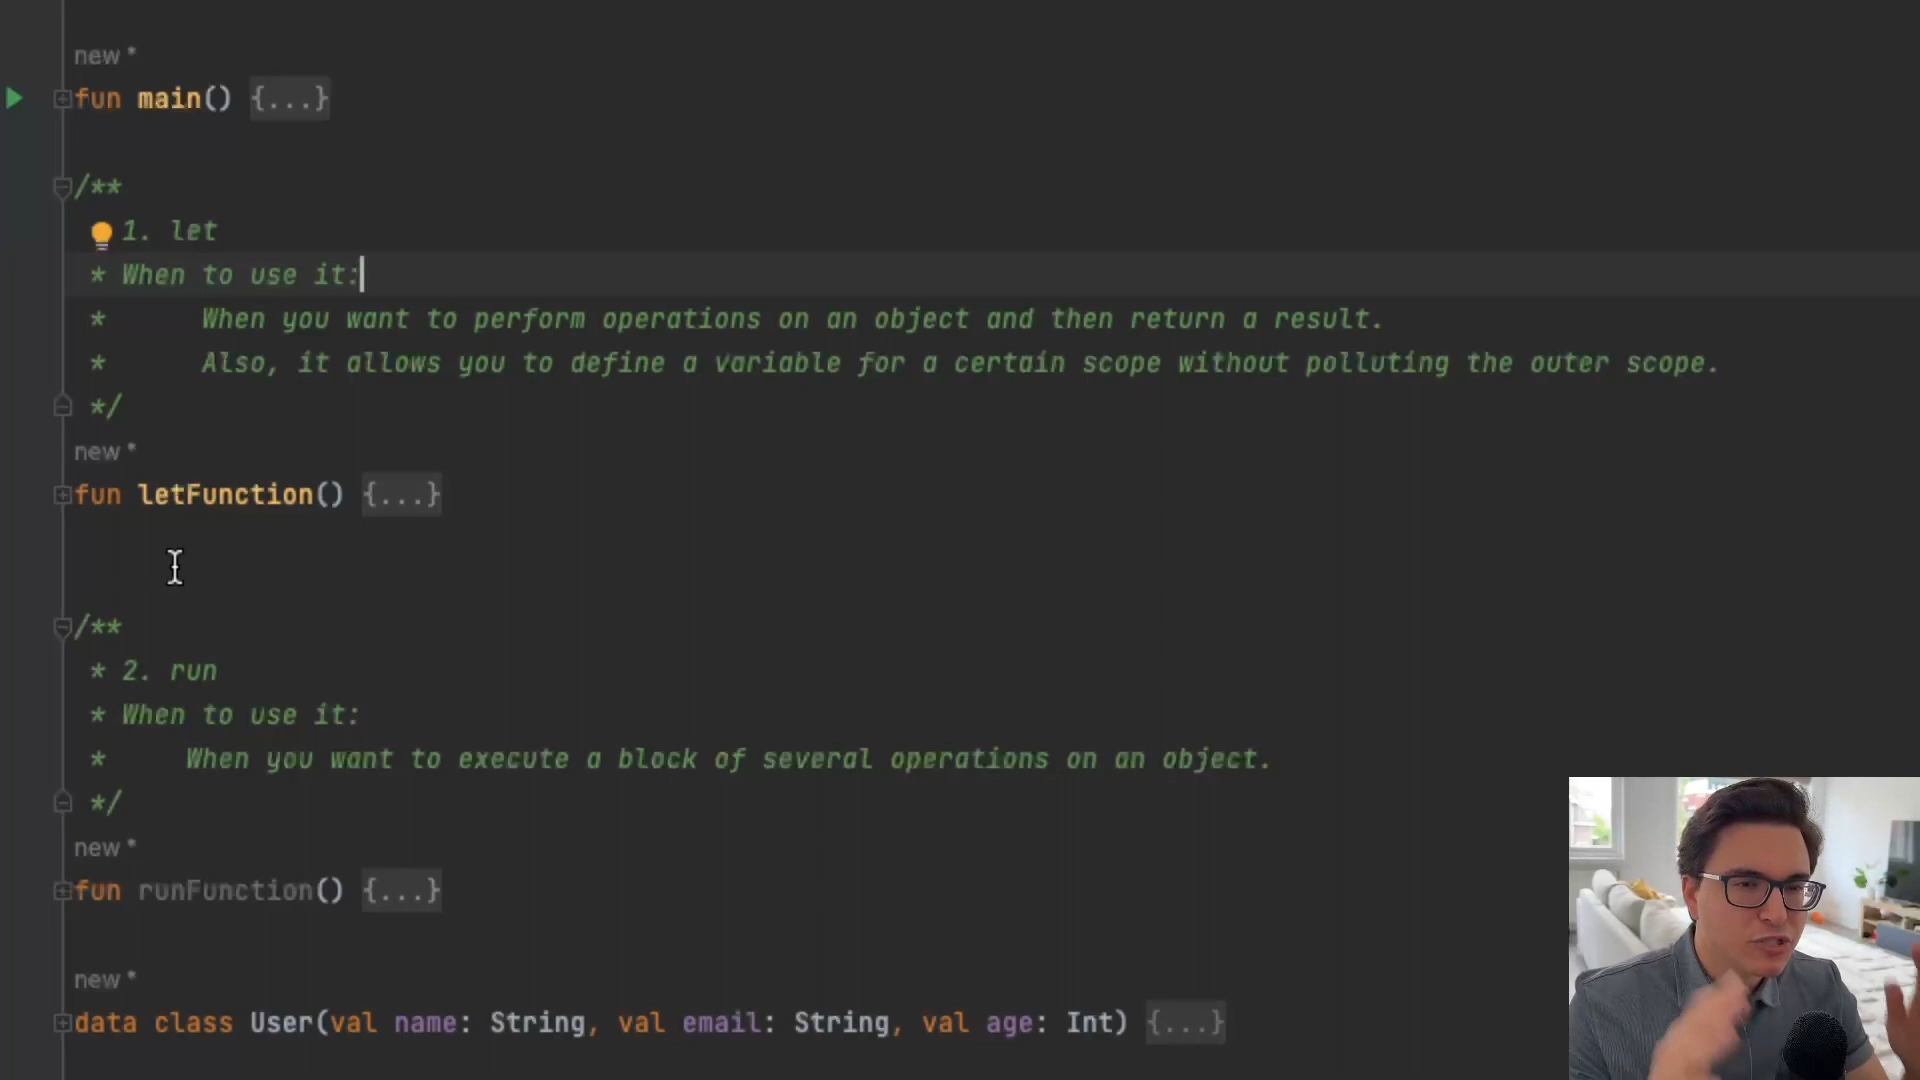 new *
fun main() {...}
/**
1. let
* When to use it:
* When you want to perform operations on an object and then return a result.
* Also, it allows you to define a variable for a certain scope without polluting the outer scope.
*/
new *
fun letFunction() {...}
/**
* 2. run
* When to use it:
* When you want to execute a block of several operations on an object.
*/
new *
fun runFunction() {...}
new *
data class User(val name: String, val email: String, val age: Int) {...}